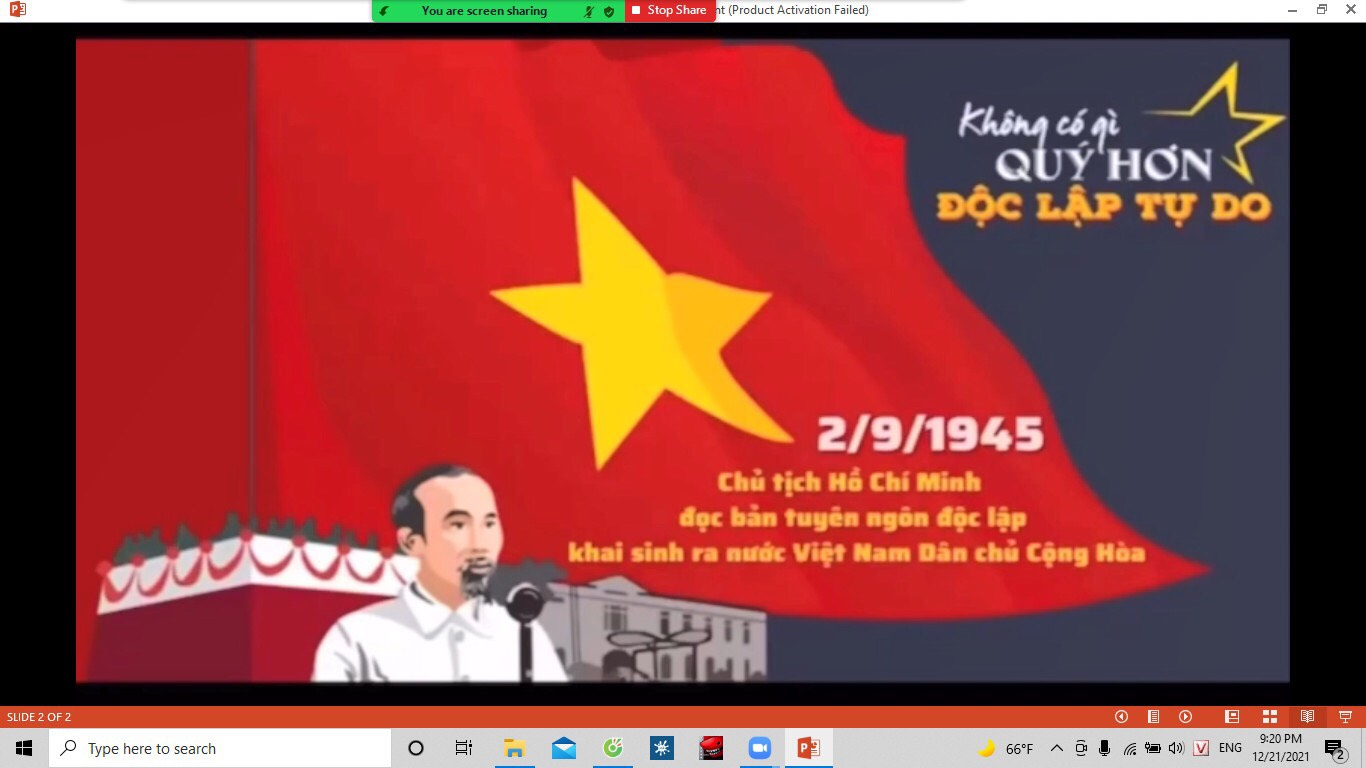 You are screen sharing
Stop Share
nt (Product Activation Failed)
Không có gì
QUÝ HƠN
ĐỘC LẬP TỰ DO
2/9/1945
Chủ tịch Hồ Chí Minh
đọc bản tuyên ngôn độc lập
khai sinh ra nước Việt Nam Dân chủ Cộng Hòa
SLIDE 2 OF 2
Type here to search
66°F
ENG
9:20 PM
12/21/2021
2